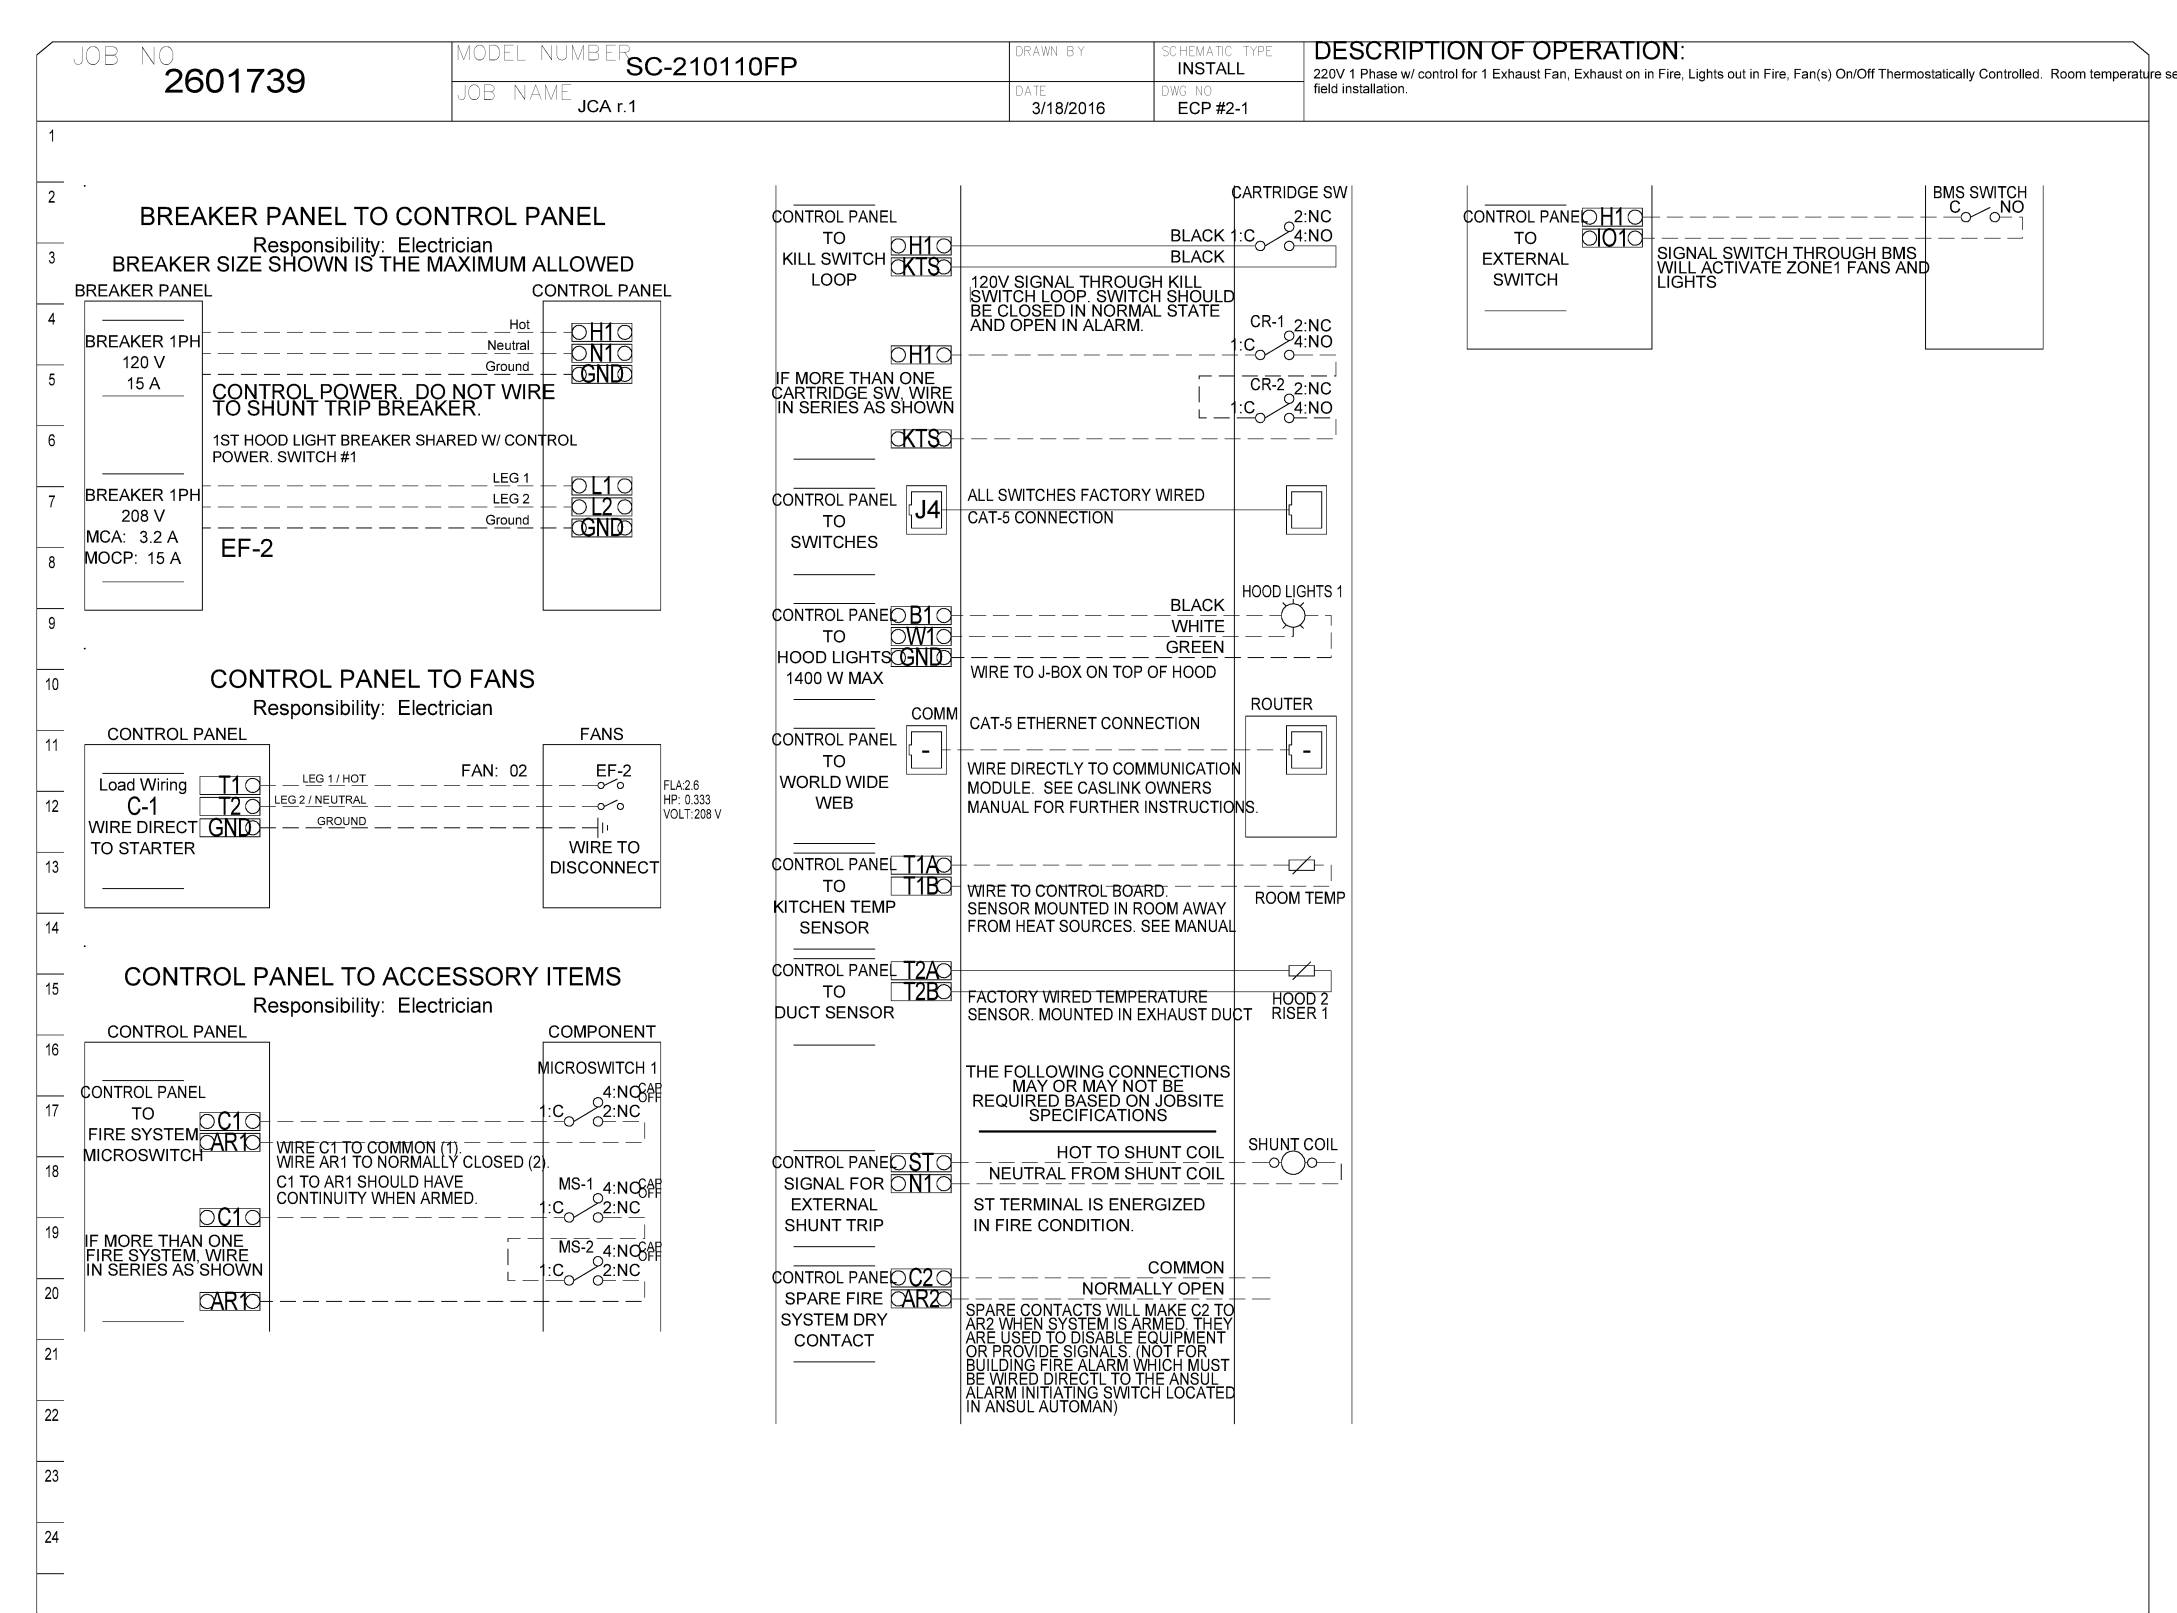 JOB NO
2601739
MODEL NUMBER
SC-210110FP
JOB NAME
JCA r.1
DRAWN BY
DATE
3/18/2016
SCHEMATIC TYPE
INSTALL
DWG NO
ECP #2-1
DESCRIPTION OF OPERATION:
220V 1 Phase w/ control for 1 Exhaust Fan, Exhaust on in Fire, Lights out in Fire, Fan(s) On/Off Thermostatically Controlled. Room temperature se
field installation.
1
2
3
4
5
6
7
8
9
10
11
12
13
14
15
16
17
18
19
20
21
22
23
24
BREAKER PANEL TO CONTROL PANEL
Responsibility: Electrician
BREAKER SIZE SHOWN IS THE MAXIMUM ALLOWED
BREAKER PANEL
CONTROL PANEL
BREAKER 1PH
120 V
15 A
Hot
Neutral
Ground
H1
N1
GND
CONTROL POWER. DO NOT WIRE
TO SHUNT TRIP BREAKER.
1ST HOOD LIGHT BREAKER SHARED W/ CONTROL
POWER. SWITCH #1
BREAKER 1PH
208 V
MCA: 3.2 A
MOCP: 15 A
LEG 1
LEG 2
Ground
L1
L2
GND
EF-2
CONTROL PANEL TO FANS
Responsibility: Electrician
CONTROL PANEL
FANS
Load Wiring
C-1
WIRE DIRECT
TO STARTER
T1
T2
GND
LEG 1 / HOT
LEG 2 / NEUTRAL
GROUND
FAN: 02
EF-2
WIRE TO
DISCONNECT
FLA:2.6
HP: 0.333
VOLT:208 V
CONTROL PANEL TO ACCESSORY ITEMS
Responsibility: Electrician
CONTROL PANEL
COMPONENT
CONTROL PANEL
TO
FIRE SYSTEM
MICROSWITCH
C1
AR1
MICROSWITCH 1
4:NO
CAP
OFF
1:C
2:NC
WIRE C1 TO COMMON (1).
WIRE AR1 TO NORMALLY CLOSED (2).
C1 TO AR1 SHOULD HAVE
CONTINUITY WHEN ARMED.
MS-1
4:NO
CAP
OFF
1:C
2:NC
C1
IF MORE THAN ONE
FIRE SYSTEM, WIRE
IN SERIES AS SHOWN
MS-2
4:NO
CAP
OFF
1:C
2:NC
AR1
CARTRIDGE SW
CONTROL PANEL
TO
KILL SWITCH
LOOP
H1
KTS
BLACK
BLACK
2:NC
1:C
4:NO
120V SIGNAL THROUGH KILL
SWITCH LOOP. SWITCH SHOULD
BE CLOSED IN NORMAL STATE
AND OPEN IN ALARM.
H1
CR-1
2:NC
1:C
4:NO
IF MORE THAN ONE
CARTRIDGE SW, WIRE
IN SERIES AS SHOWN
CR-2
2:NC
1:C
4:NO
KTS
CONTROL PANEL
TO
SWITCHES
J4
ALL SWITCHES FACTORY WIRED
CAT-5 CONNECTION
CONTROL PANEL
TO
HOOD LIGHTS
1400 W MAX
B1
W1
GND
BLACK
WHITE
GREEN
HOOD LIGHTS 1
WIRE TO J-BOX ON TOP OF HOOD
COMM
CAT-5 ETHERNET CONNECTION
ROUTER
CONTROL PANEL
TO
WORLD WIDE
WEB
-
-
WIRE DIRECTLY TO COMMUNICATION
MODULE. SEE CASLINK OWNERS
MANUAL FOR FURTHER INSTRUCTIONS.
CONTROL PANEL
TO
KITCHEN TEMP
SENSOR
T1A
T1B
WIRE TO CONTROL BOARD.
SENSOR MOUNTED IN ROOM AWAY
FROM HEAT SOURCES. SEE MANUAL
ROOM TEMP
CONTROL PANEL
TO
DUCT SENSOR
T2A
T2B
FACTORY WIRED TEMPERATURE
SENSOR. MOUNTED IN EXHAUST DUCT
HOOD 2
RISER 1
THE FOLLOWING CONNECTIONS
MAY OR MAY NOT BE
REQUIRED BASED ON JOBSITE
SPECIFICATIONS
CONTROL PANEL
SIGNAL FOR
EXTERNAL
SHUNT TRIP
ST
N1
HOT TO SHUNT COIL
NEUTRAL FROM SHUNT COIL
SHUNT COIL
ST TERMINAL IS ENERGIZED
IN FIRE CONDITION.
CONTROL PANEL
SPARE FIRE
SYSTEM DRY
CONTACT
C2
AR2
COMMON
NORMALLY OPEN
SPARE CONTACTS WILL MAKE C2 TO
AR2 WHEN SYSTEM IS ARMED. THEY
ARE USED TO DISABLE EQUIPMENT
OR PROVIDE SIGNALS. (NOT FOR
BUILDING FIRE ALARM WHICH MUST
BE WIRED DIRECTL TO THE ANSUL
ALARM INITIATING SWITCH LOCATED
IN ANSUL AUTOMAN)
CONTROL PANEL
TO
EXTERNAL
SWITCH
H1
IO1
BMS SWITCH
C
NO
SIGNAL SWITCH THROUGH BMS
WILL ACTIVATE ZONE1 FANS AND
LIGHTS